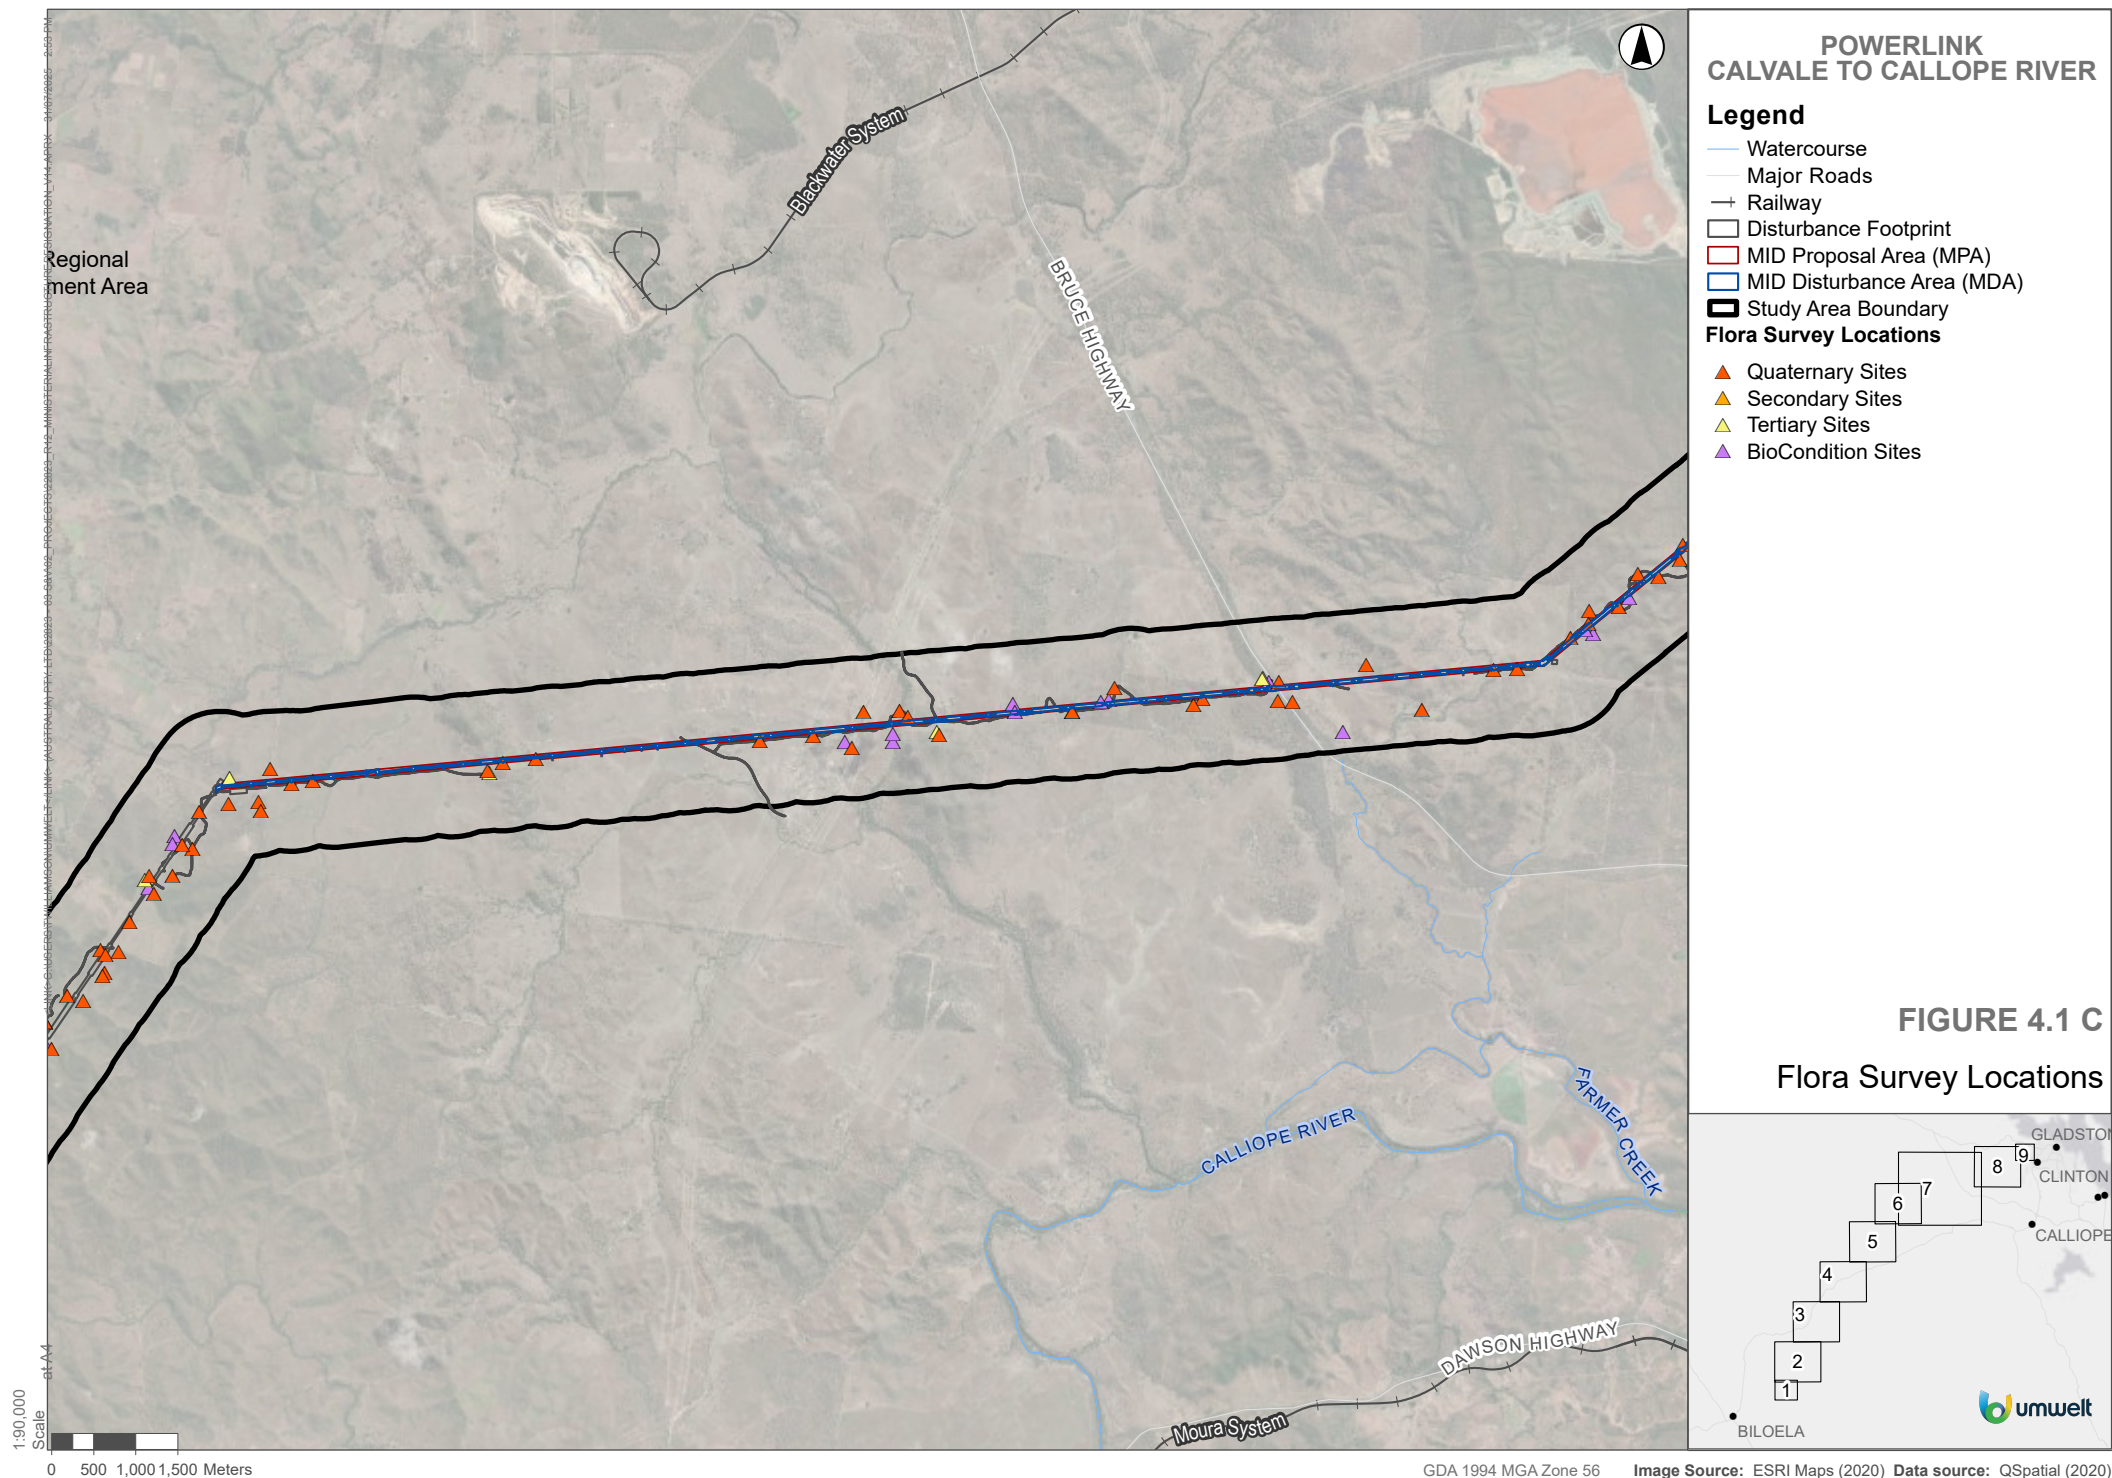 POWERLINK
CALVALE TO CALLOPE RIVER
Legend
Watercourse
Major Roads
Railway
Disturbance Footprint
MID Proposal Area (MPA)
MID Disturbance Area (MDA)
Study Area Boundary
Flora Survey Locations
Quaternary Sites
Secondary Sites
Tertiary Sites
BioCondition Sites
Regional
ment Area
Blackwater System
BRUCE HIGHWAY
CALLIOPE RIVER
FARMER CREEK
DAWSON HIGHWAY
Moura System
FIGURE 4.1 C
Flora Survey Locations
GLADSTON
CLINTON
CALLIOPE
BILOELA
9
8
7
6
5
4
3
2
1
umwelt
Scale
1:90,000
at A4
0 500 1,000 1,500 Meters
GDA 1994 MGA Zone 56
Image Source: ESRI Maps (2020) Data source: QSpatial (2020)